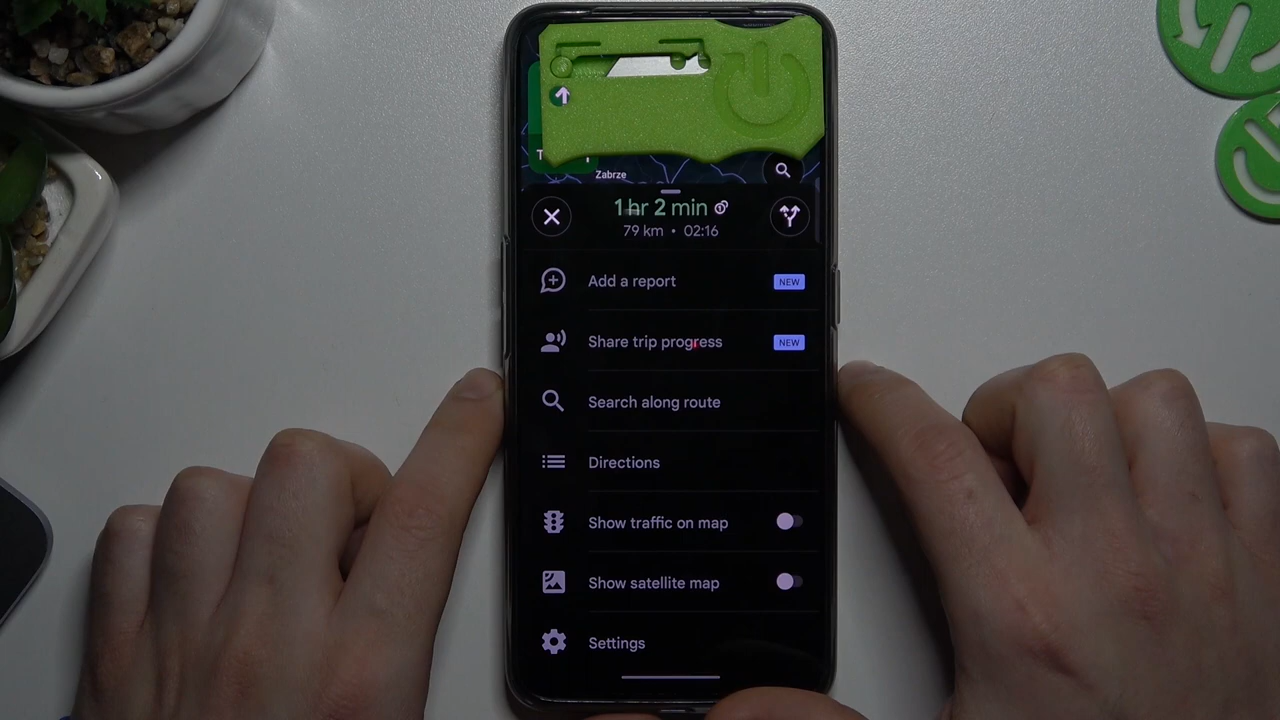 Zabrze
1 hr 2 min
79 km • 02:16
Add a report NEW
Share trip progress NEW
Search along route
Directions
Show traffic on map
Show satellite map
Settings